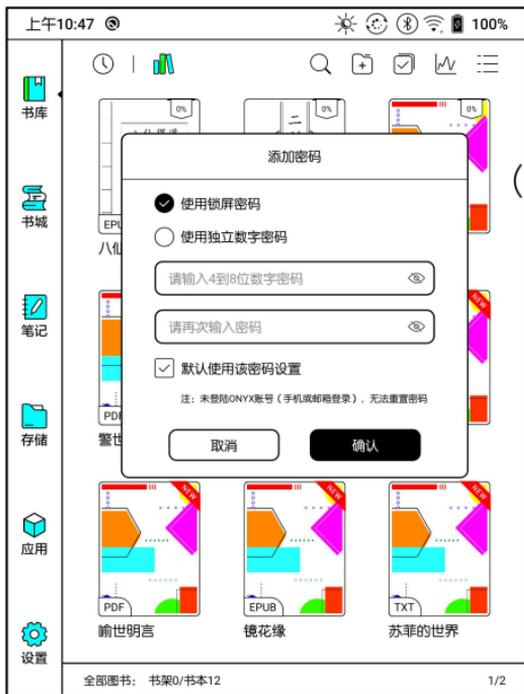 上午10:47
100%
书库
书城
笔记
存储
应用
设置
0%
0%
0%
二
EPU
八仙
添加密码
使用锁屏密码
使用独立数字密码
请输入4到8位数字密码
请再次输入密码
默认使用该密码设置
注：未登陆ONYX账号（手机或邮箱登录），无法重置密码
取消
确认
NEW
PDF
警世
NEW
NEW
NEW
PDF
EPUB
TXT
喻世明言
镜花缘
苏菲的世界
全部图书： 书架0/书本12
1/2